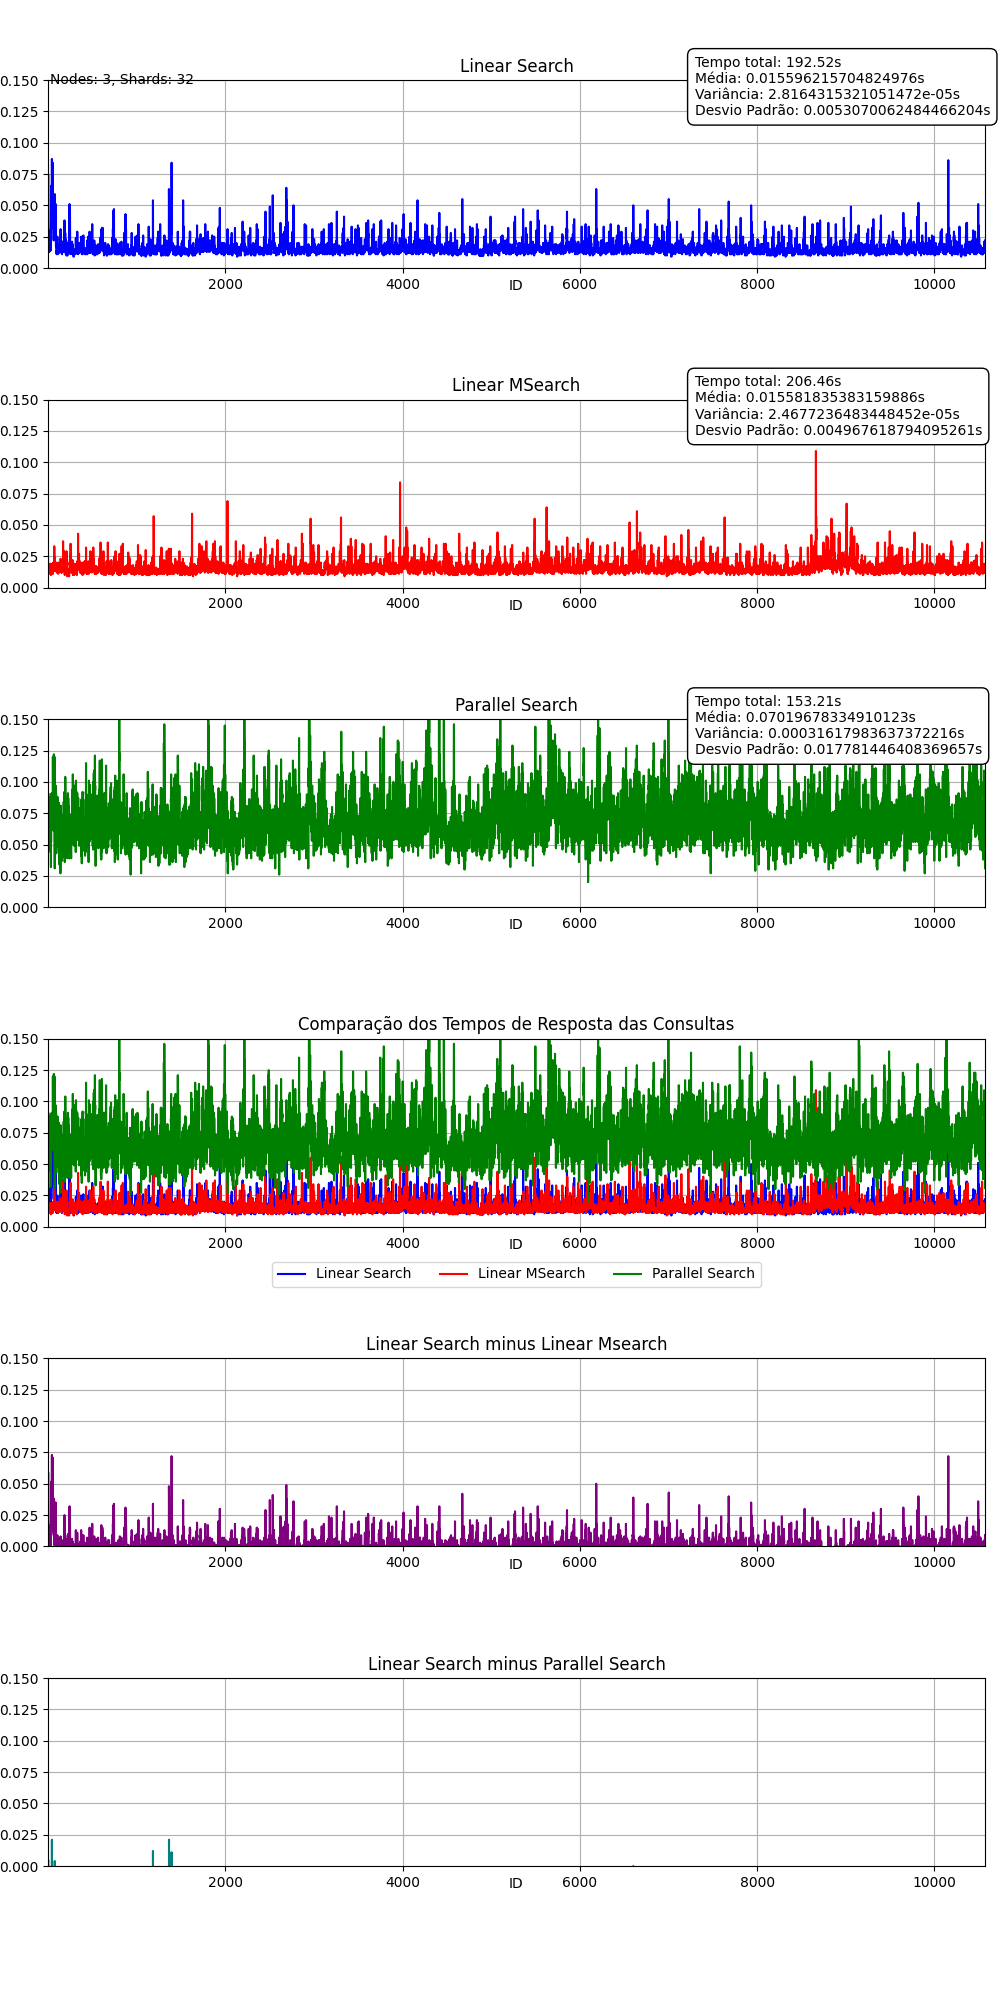 Linear Search
Nodes: 3, Shards: 32
Tempo total: 192.52s
Média: 0.015596215704824976s
Variância: 2.8164315321051472e-05s
Desvio Padrão: 0.0053070062484466204s
0.150
0.125
0.100
0.075
0.050
0.025
0.000
2000 4000 6000 8000 10000
ID
Linear MSearch
Tempo total: 206.46s
Média: 0.015581835383159886s
Variância: 2.4677236483448452e-05s
Desvio Padrão: 0.004967618794095261s
0.150
0.125
0.100
0.075
0.050
0.025
0.000
2000 4000 6000 8000 10000
ID
Parallel Search
Tempo total: 153.21s
Média: 0.07019678334910123s
Variância: 0.00031617983637372216s
Desvio Padrão: 0.017781446408369657s
0.150
0.125
0.100
0.075
0.050
0.025
0.000
2000 4000 6000 8000 10000
ID
Comparação dos Tempos de Resposta das Consultas
0.150
0.125
0.100
0.075
0.050
0.025
0.000
2000 4000 6000 8000 10000
ID
Linear Search Linear MSearch Parallel Search
Linear Search minus Linear Msearch
0.150
0.125
0.100
0.075
0.050
0.025
0.000
2000 4000 6000 8000 10000
ID
Linear Search minus Parallel Search
0.150
0.125
0.100
0.075
0.050
0.025
0.000
2000 4000 6000 8000 10000
ID